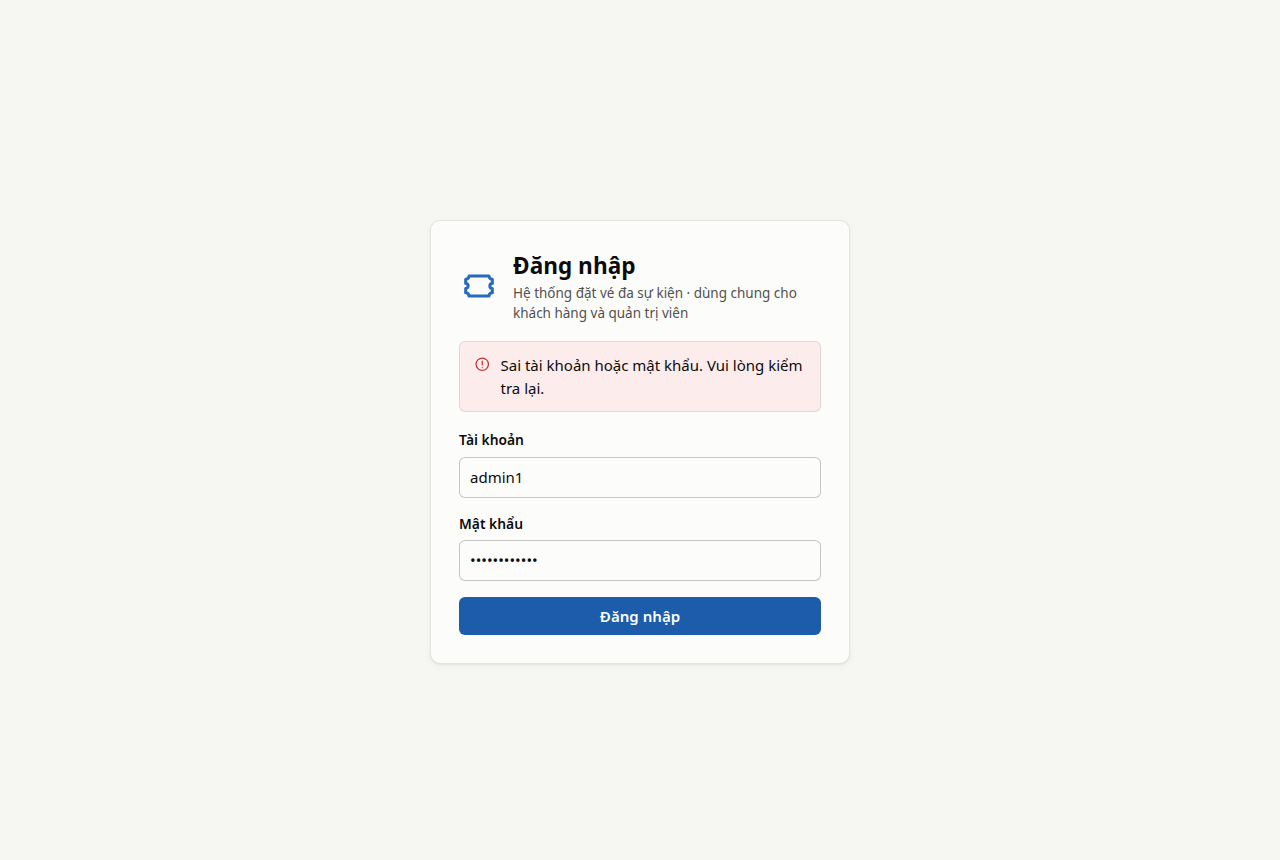 Đăng nhập
Hệ thống đặt vé đa sự kiện · dùng chung cho
khách hàng và quản trị viên
Sai tài khoản hoặc mật khẩu. Vui lòng kiểm
tra lại.
Tài khoản
admin1
Mật khẩu
••••••••••••
Đăng nhập